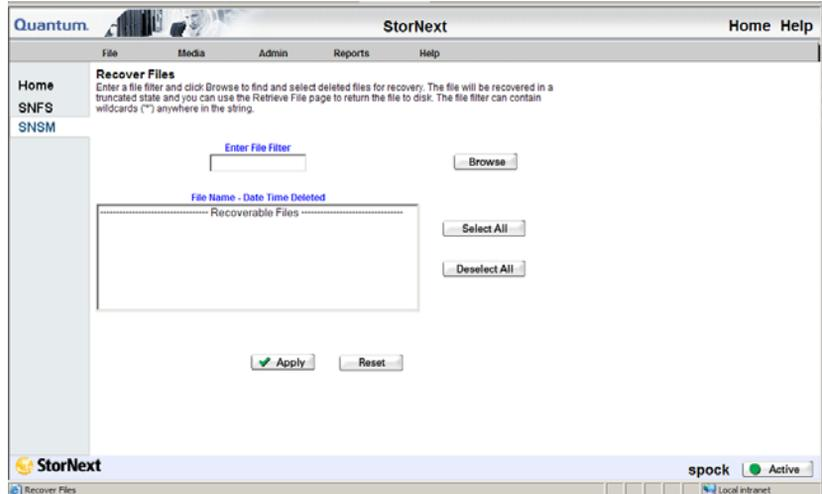 Quantum.
StorNext
Home Help
File Media Admin Reports Help
Home
SNFS
SNSM
Recover Files
Enter a file filter and click Browse to find and select deleted files for recovery. The file will be recovered in a
truncated state and you can use the Retrieve File page to return the file to disk. The file filter can contain
wildcards ("*") anywhere in the string.
Enter File Filter
Browse
File Name - Date Time Deleted
---------------------------------- Recoverable Files --------------------------------
Select All
Deselect All
Apply Reset
StorNext
spock Active
Recover Files Local intranet